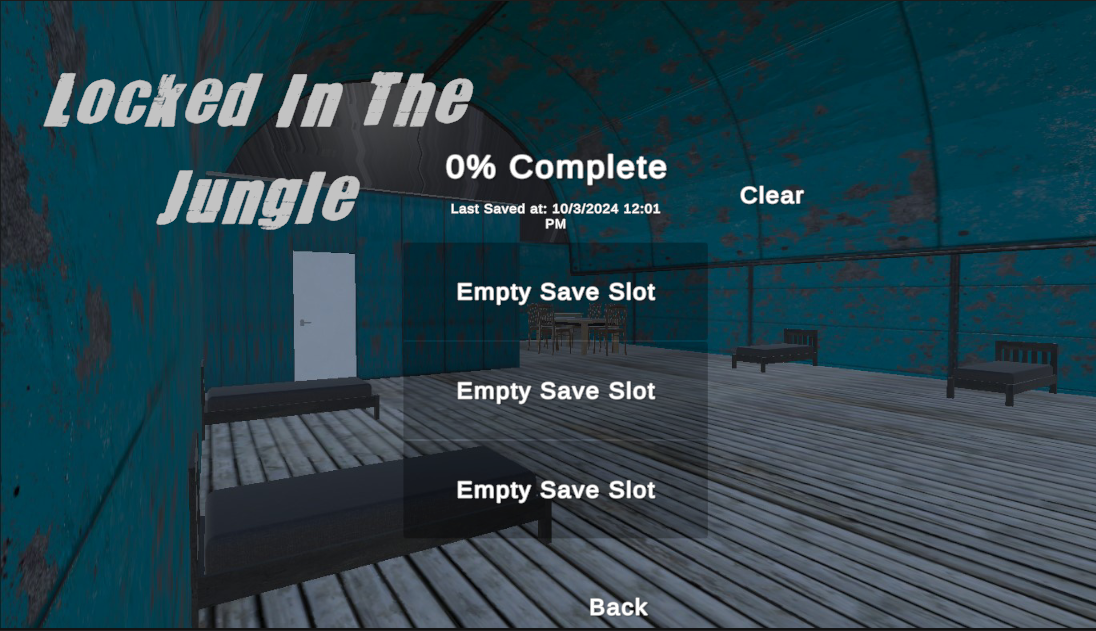 Locked In The
Jungle
0% Complete
Last Saved at: 10/3/2024 12:01
PM
Clear
Empty Save Slot
Empty Save Slot
Empty Save Slot
Back